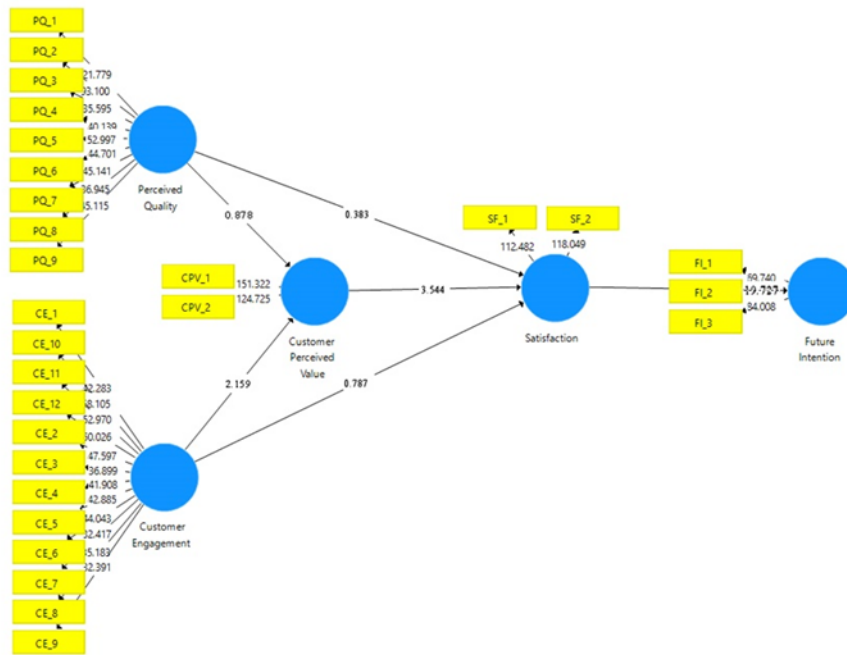 PQ_1
PQ_2
PQ_3
PQ_4
PQ_5
PQ_6
PQ_7
PQ_8
PQ_9
21.779
35.595
40.139
52.997
44.701
45.141
Perceived
Quality
0.878
0.383
SF_1
SF_2
112.482
118.049
CPV_1
CPV_2
151.322
124.725
Customer
Perceived
Value
3.544
Satisfaction
FI_1
FI_2
FI_3
84.008
Future
Intention
2.159
0.787
CE_1
CE_10
CE_11
CE_12
CE_2
CE_3
CE_4
CE_5
CE_6
CE_7
CE_8
CE_9
42.283
52.970
47.597
36.899
41.908
42.885
Customer
Engagement